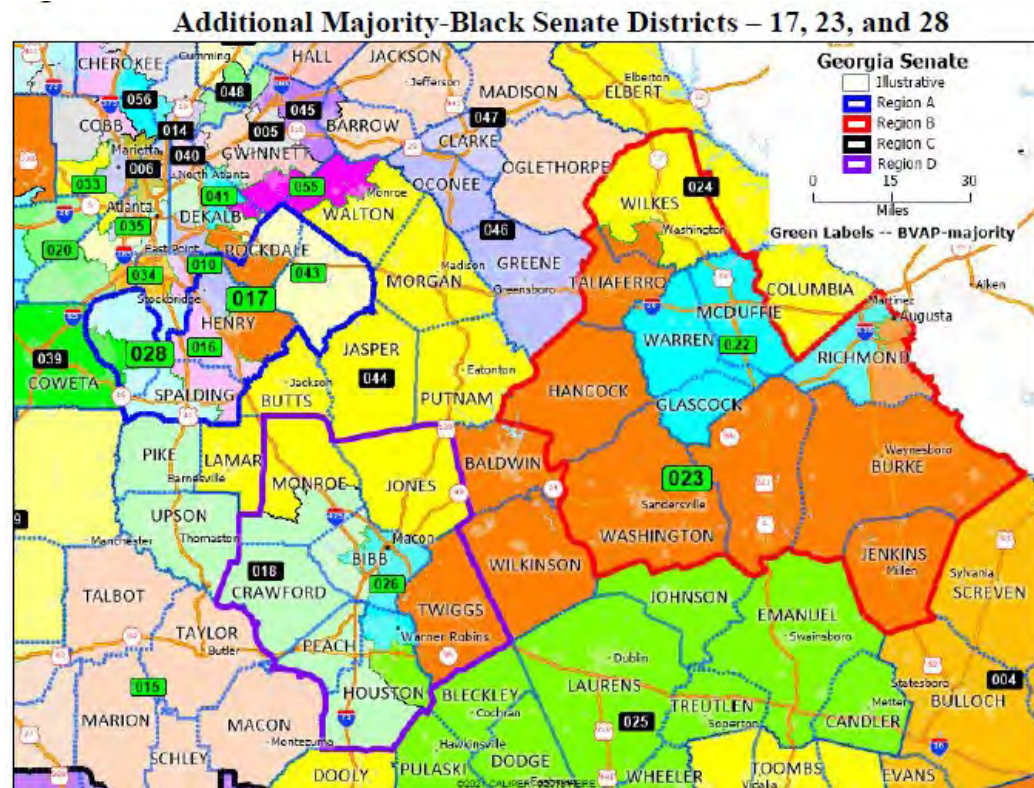 Additional Majority-Black Senate Districts – 17, 23, and 28
Georgia Senate
Illustrative
Region A
Region B
Region C
Region D
0 15 30
Miles
Green Labels -- BVAP-majority
CHEROKEE
Cumming
HALL
JACKSON
Jefferson
MADISON
Elberton
ELBERT
056
048
045
047
COBB
014
005
BARROW
CLARKE
Marietta
040
GWINNETT
OGLETHORPE
006
North Atlanta
OCONEE
033
041
055
Monroe
024
Atlanta
DEKALB
WALTON
WILKES
035
046
Washington
020
East Point
ROCKDALE
034
010
043
Madison
GREENE
MORGAN
Greensboro
TALIAFERRO
COLUMBIA
Aiken
Stockbridge
017
MCDUFFIE
Martinez
Augusta
HENRY
WARREN
022
028
016
JASPER
RICHMOND
039
COWETA
044
Eatonton
HANCOCK
SPALDING
Jackson
BUTTS
PUTNAM
GLASCOCK
PIKE
LAMAR
BALDWIN
Waynesboro
BURKE
Barnesville
MONROE
JONES
023
Sandersville
UPSON
Thomaston
Macon
WASHINGTON
Manchester
BIBB
JENKINS
Millen
018
WILKINSON
CRAWFORD
026
Sylvania
SCREVEN
TALBOT
TWIGGS
JOHNSON
EMANUEL
TAYLOR
Warner Robins
Swainsboro
Butler
PEACH
Dublin
015
HOUSTON
BLECKLEY
LAURENS
Statesboro
004
BULLOCH
MARION
MACON
Cochran
TREUTLEN
Metter
Soperton
CANDLER
Montezuma
025
Hawkinsville
SCHLEY
DODGE
DOOLY
PULASKI
WHEELER
TOOMBS
EVANS